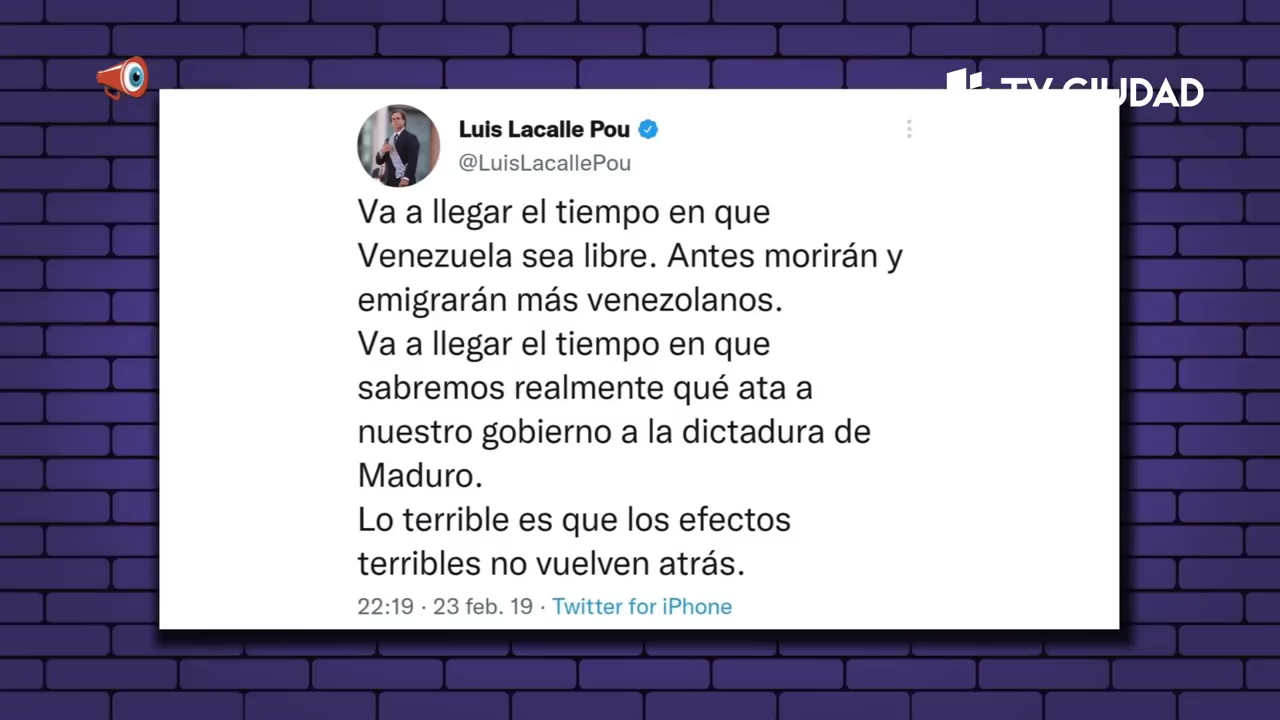 TV CIUDAD
Luis Lacalle Pou
@LuisLacallePou
Va a llegar el tiempo en que
Venezuela sea libre. Antes morirán y
emigrarán más venezolanos.
Va a llegar el tiempo en que
sabremos realmente qué ata a
nuestro gobierno a la dictadura de
Maduro.
Lo terrible es que los efectos
terribles no vuelven atrás.
22:19 · 23 feb. 19 · Twitter for iPhone